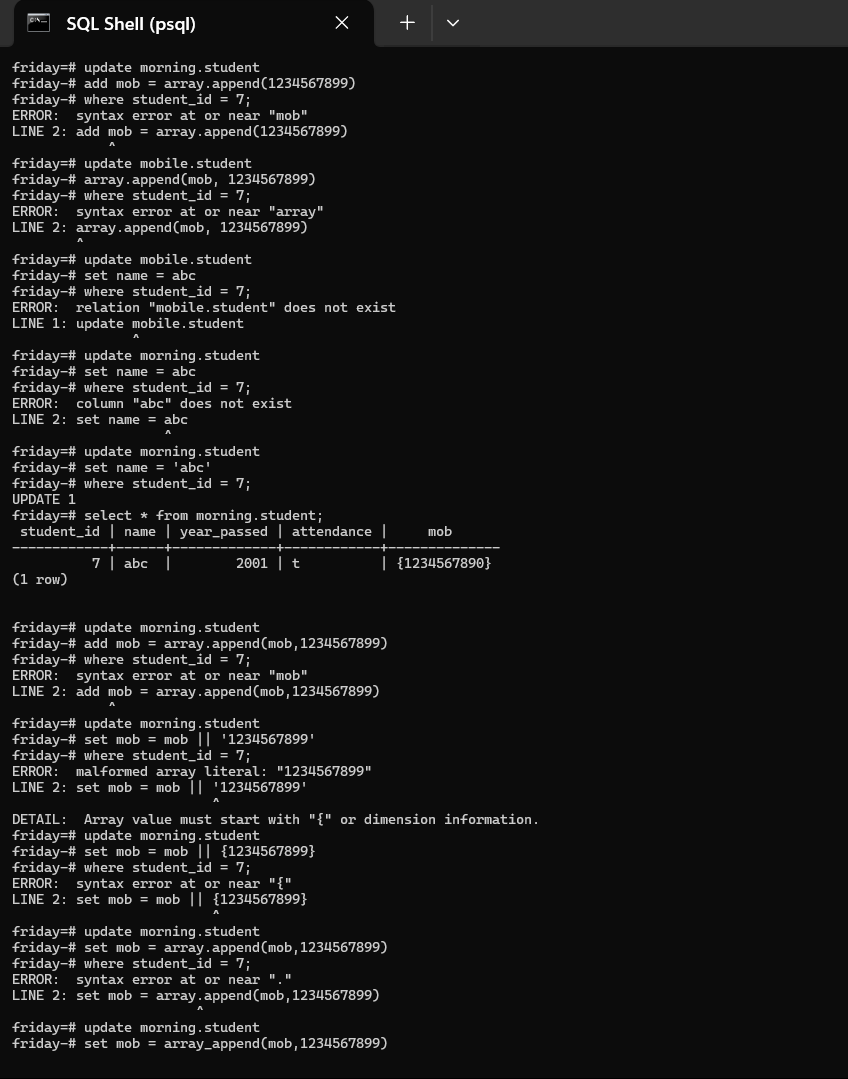 SQL Shell (psql)
friday=# update morning.student
friday-# add mob = array.append(1234567899)
friday-# where student_id = 7;
ERROR:  syntax error at or near "mob"
LINE 2: add mob = array.append(1234567899)
            ^
friday=# update mobile.student
friday-# array.append(mob, 1234567899)
friday-# where student_id = 7;
ERROR:  syntax error at or near "array"
LINE 2: array.append(mob, 1234567899)
        ^
friday=# update mobile.student
friday-# set name = abc
friday-# where student_id = 7;
ERROR:  relation "mobile.student" does not exist
LINE 1: update mobile.student
               ^
friday=# update morning.student
friday-# set name = abc
friday-# where student_id = 7;
ERROR:  column "abc" does not exist
LINE 2: set name = abc
                   ^
friday=# update morning.student
friday-# set name = 'abc'
friday-# where student_id = 7;
UPDATE 1
friday=# select * from morning.student;
 student_id | name | year_passed | attendance |     mob
------------+------+-------------+------------+--------------
          7 | abc  |        2001 | t          | {1234567890}
(1 row)
friday=# update morning.student
friday-# add mob = array.append(mob,1234567899)
friday-# where student_id = 7;
ERROR:  syntax error at or near "mob"
LINE 2: add mob = array.append(mob,1234567899)
            ^
friday=# update morning.student
friday-# set mob = mob || '1234567899'
friday-# where student_id = 7;
ERROR:  malformed array literal: "1234567899"
LINE 2: set mob = mob || '1234567899'
                         ^
DETAIL:  Array value must start with "{" or dimension information.
friday=# update morning.student
friday-# set mob = mob || {1234567899}
friday-# where student_id = 7;
ERROR:  syntax error at or near "{"
LINE 2: set mob = mob || {1234567899}
                         ^
friday=# update morning.student
friday-# set mob = array.append(mob,1234567899)
friday-# where student_id = 7;
ERROR:  syntax error at or near "."
LINE 2: set mob = array.append(mob,1234567899)
                       ^
friday=# update morning.student
friday-# set mob = array_append(mob,1234567899)